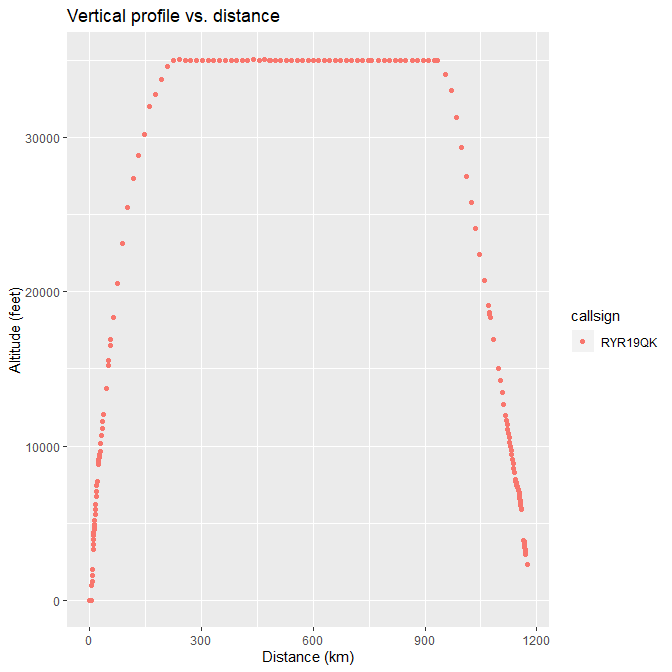 Vertical profile vs. distance
Altitude (feet)
30000
20000
10000
0
0 300 600 900 1200
Distance (km)
callsign
RYR19QK